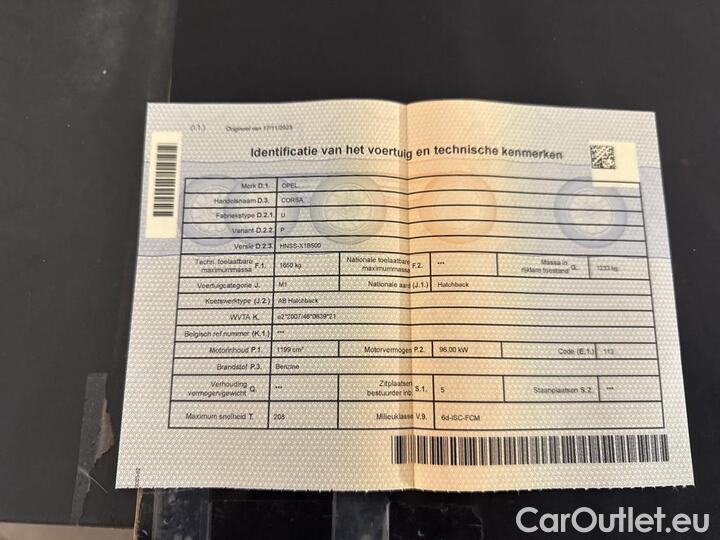 (I.1.) Origineel van 17/11/2023
Identificatie van het voertuig en technische kenmerken
Merk D.1. OPEL
Handelsnaam D.3. CORSA
Fabriekstype D.2.1. U
Variant D.2.2. P
Versie D.2.3. HNSS-X1B500
Techn. toelaatbare maximummassa F.1. 1650 kg Nationale toelaatbare maximummassa F.2. *** Massa in rijklare toestand G. 1233 kg
Voertuigcategorie J. M1 Nationale aard (J.1.) Hatchback
Koetswerktype (J.2.) AB Hatchback
WVTA K. e2*2007/46*0639*21
Belgisch ref.nummer (K.1.) ***
Motorinhoud P.1. 1199 cm³ Motorvermogen P.2. 96,00 kW Code (E.1.) 113
Brandstof P.3. Benzine
Verhouding vermogen/gewicht Q. *** Zitplaatsen bestuurder inb. S.1. 5 Staanplaatsen S.2. ***
Maximum snelheid T. 208 Milieuklasse V.9. 6d-ISC-FCM
CarOutlet.eu